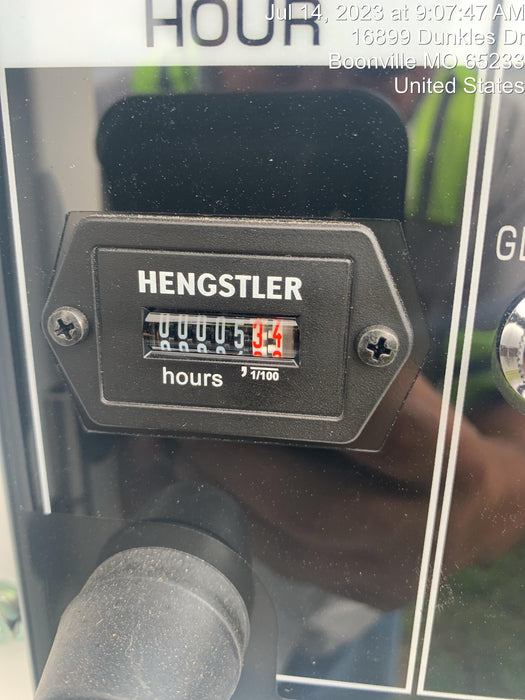 Jul 14, 2023 at 9:07:47 AM
16899 Dunkles Dr
Boonville MO 65233
United States
HOUR
HENGSTLER
0000534
hours , 1/100